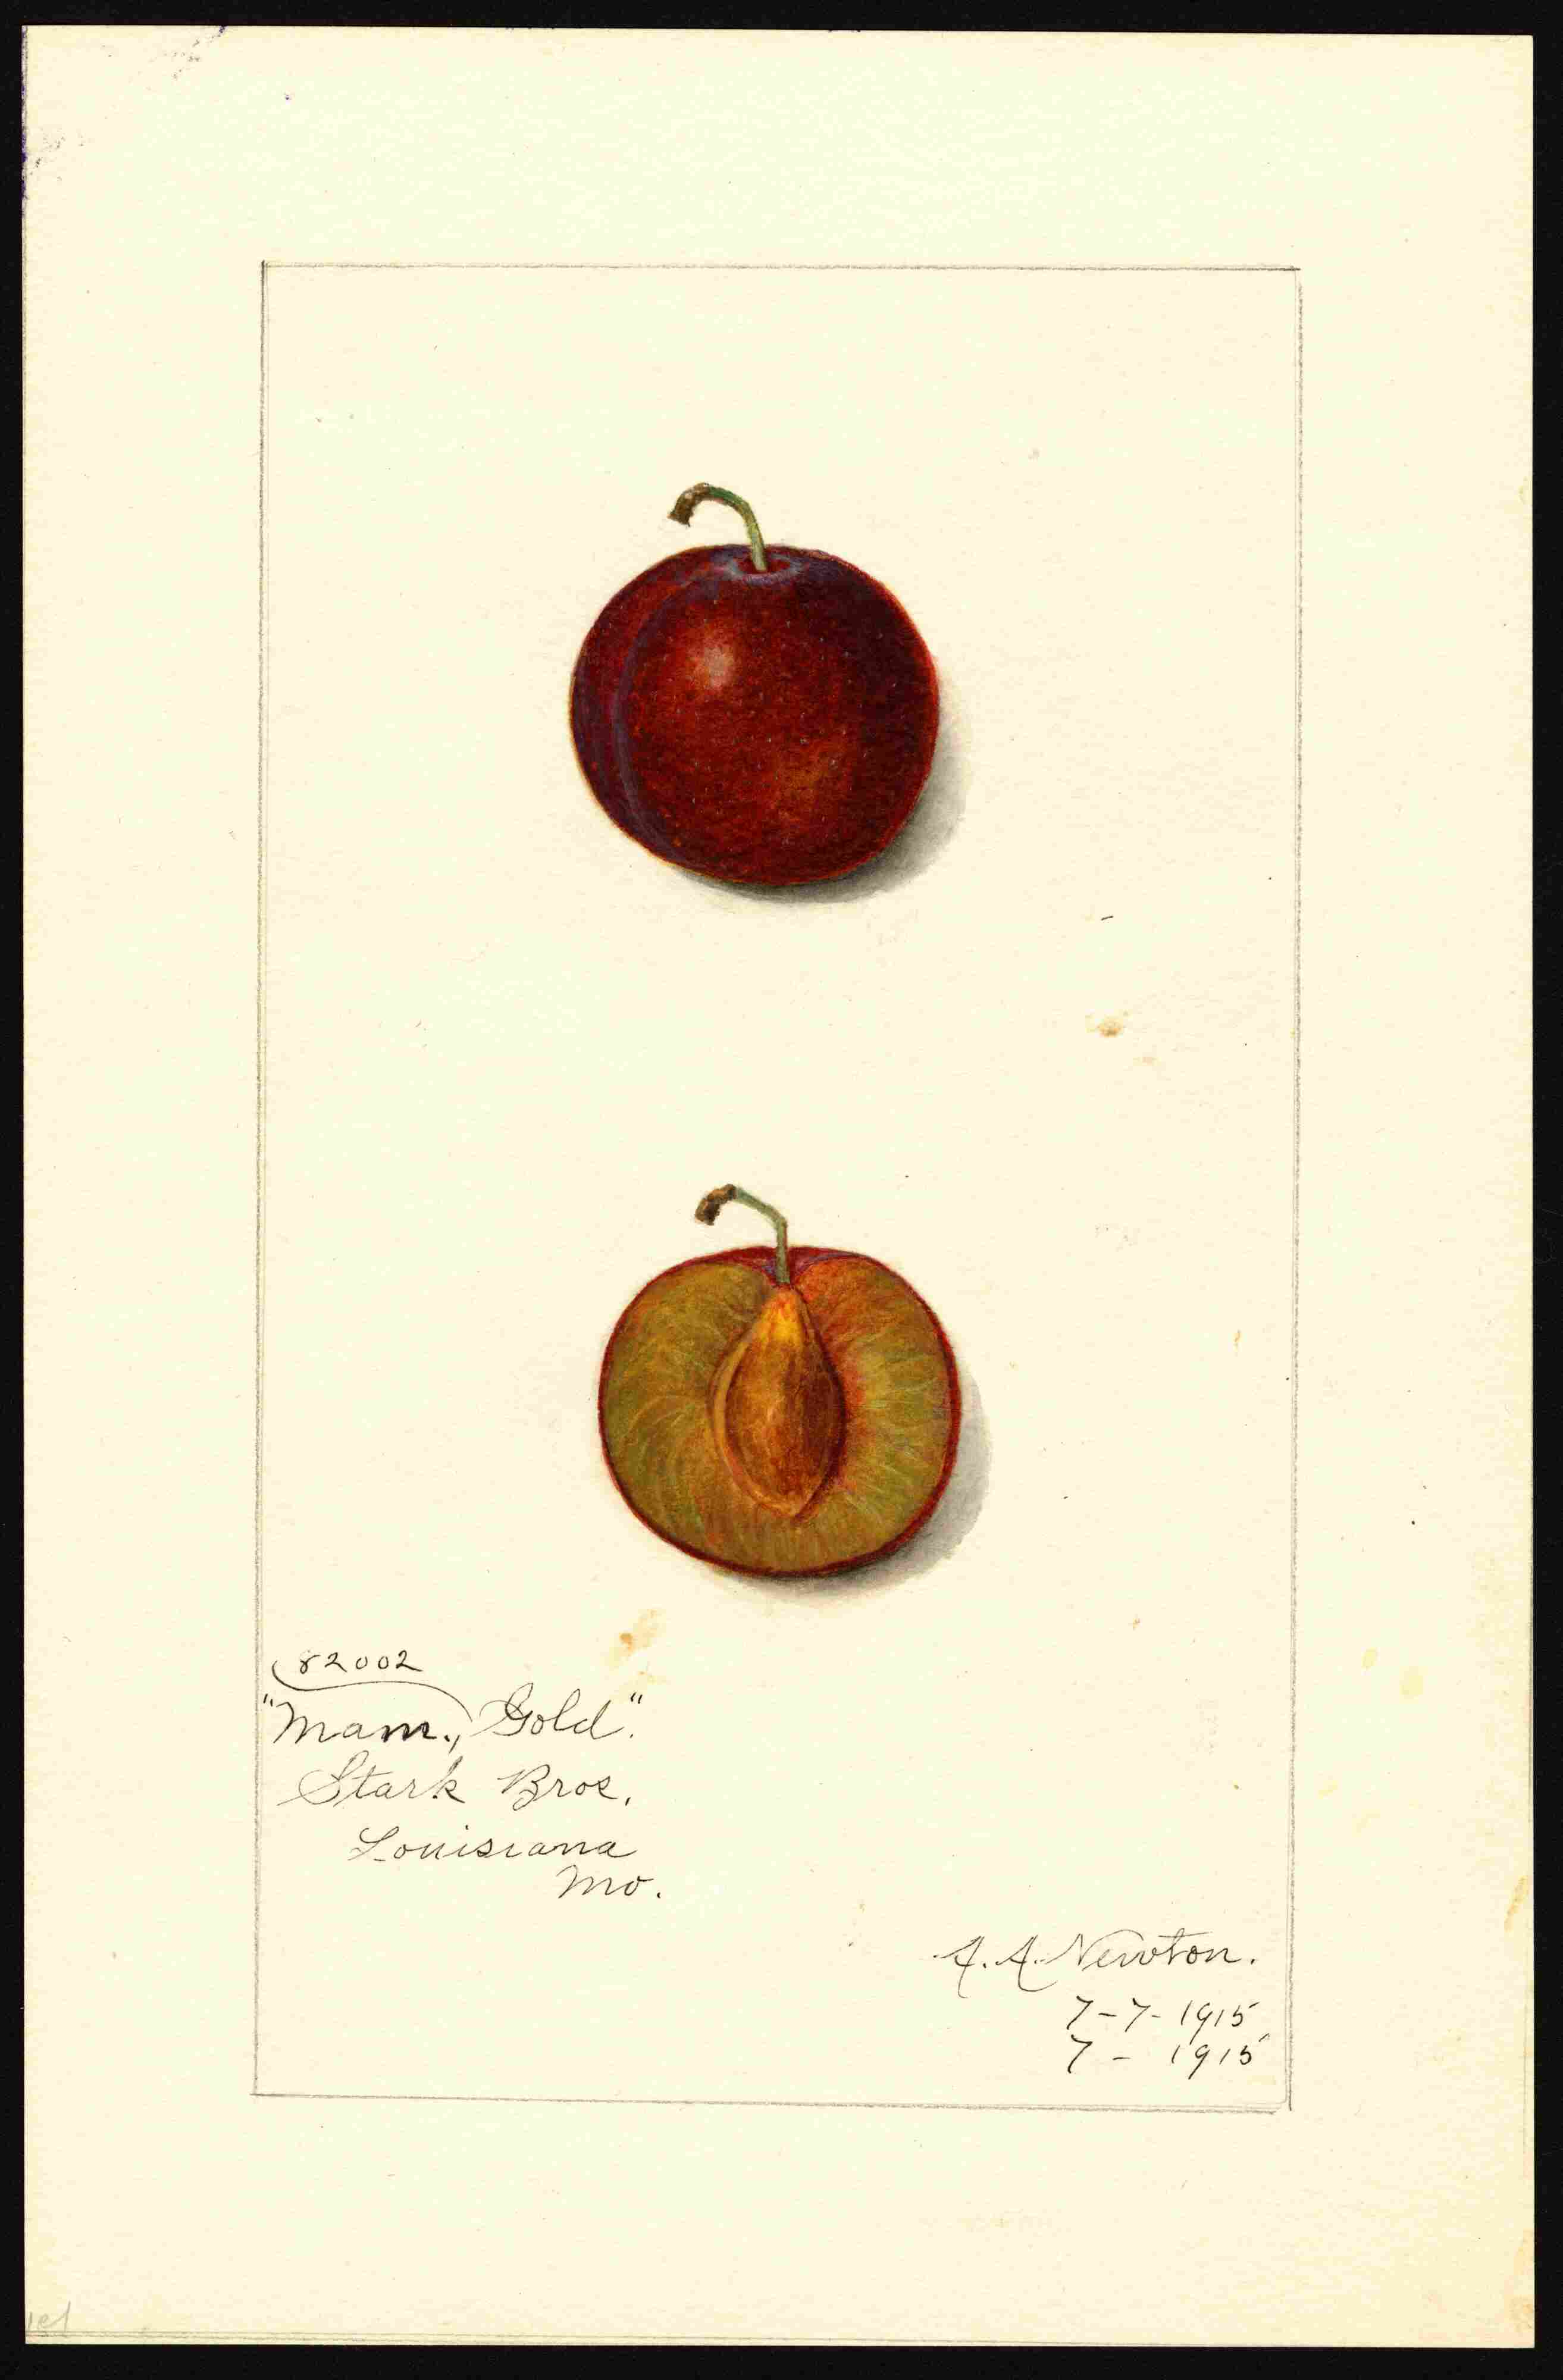 82002
"Mam., Gold".
Stark Bros.
Louisiana
Mo.
A. A. Newton.
7-7-1915
7 - 1915